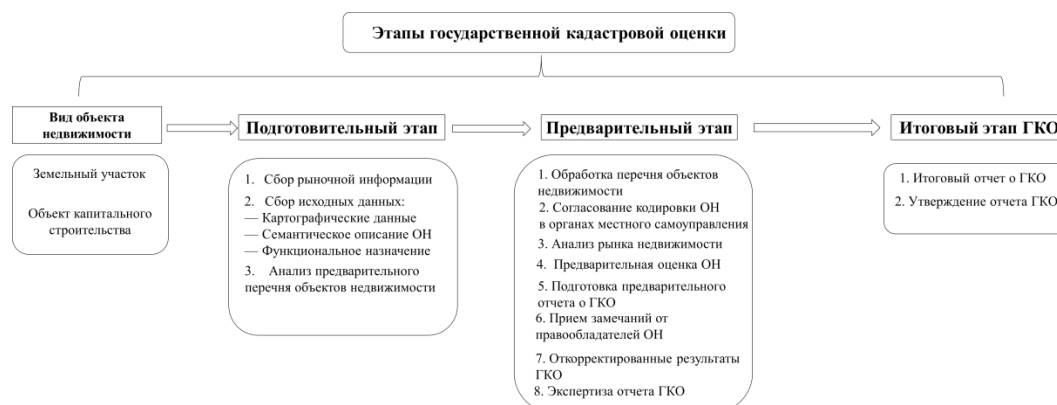 Этапы государственной кадастровой оценки
Вид объекта
недвижимости
Подготовительный этап
Предварительный этап
Итоговый этап ГКО
Земельный участок
Объект капитального
строительства
1. Сбор рыночной информации
2. Сбор исходных данных:
— Картографические данные
— Семантическое описание ОН
— Функциональное назначение
3. Анализ предварительного
перечня объектов недвижимости
1. Обработка перечня объектов
недвижимости
2. Согласование кодировки ОН
в органах местного самоуправления
3. Анализ рынка недвижимости
4. Предварительная оценка ОН
5. Подготовка предварительного
отчета о ГКО
6. Прием замечаний от
правообладателей ОН
7. Откорректированные результаты
ГКО
8. Экспертиза отчета ГКО
1. Итоговый отчет о ГКО
2. Утверждение отчета ГКО